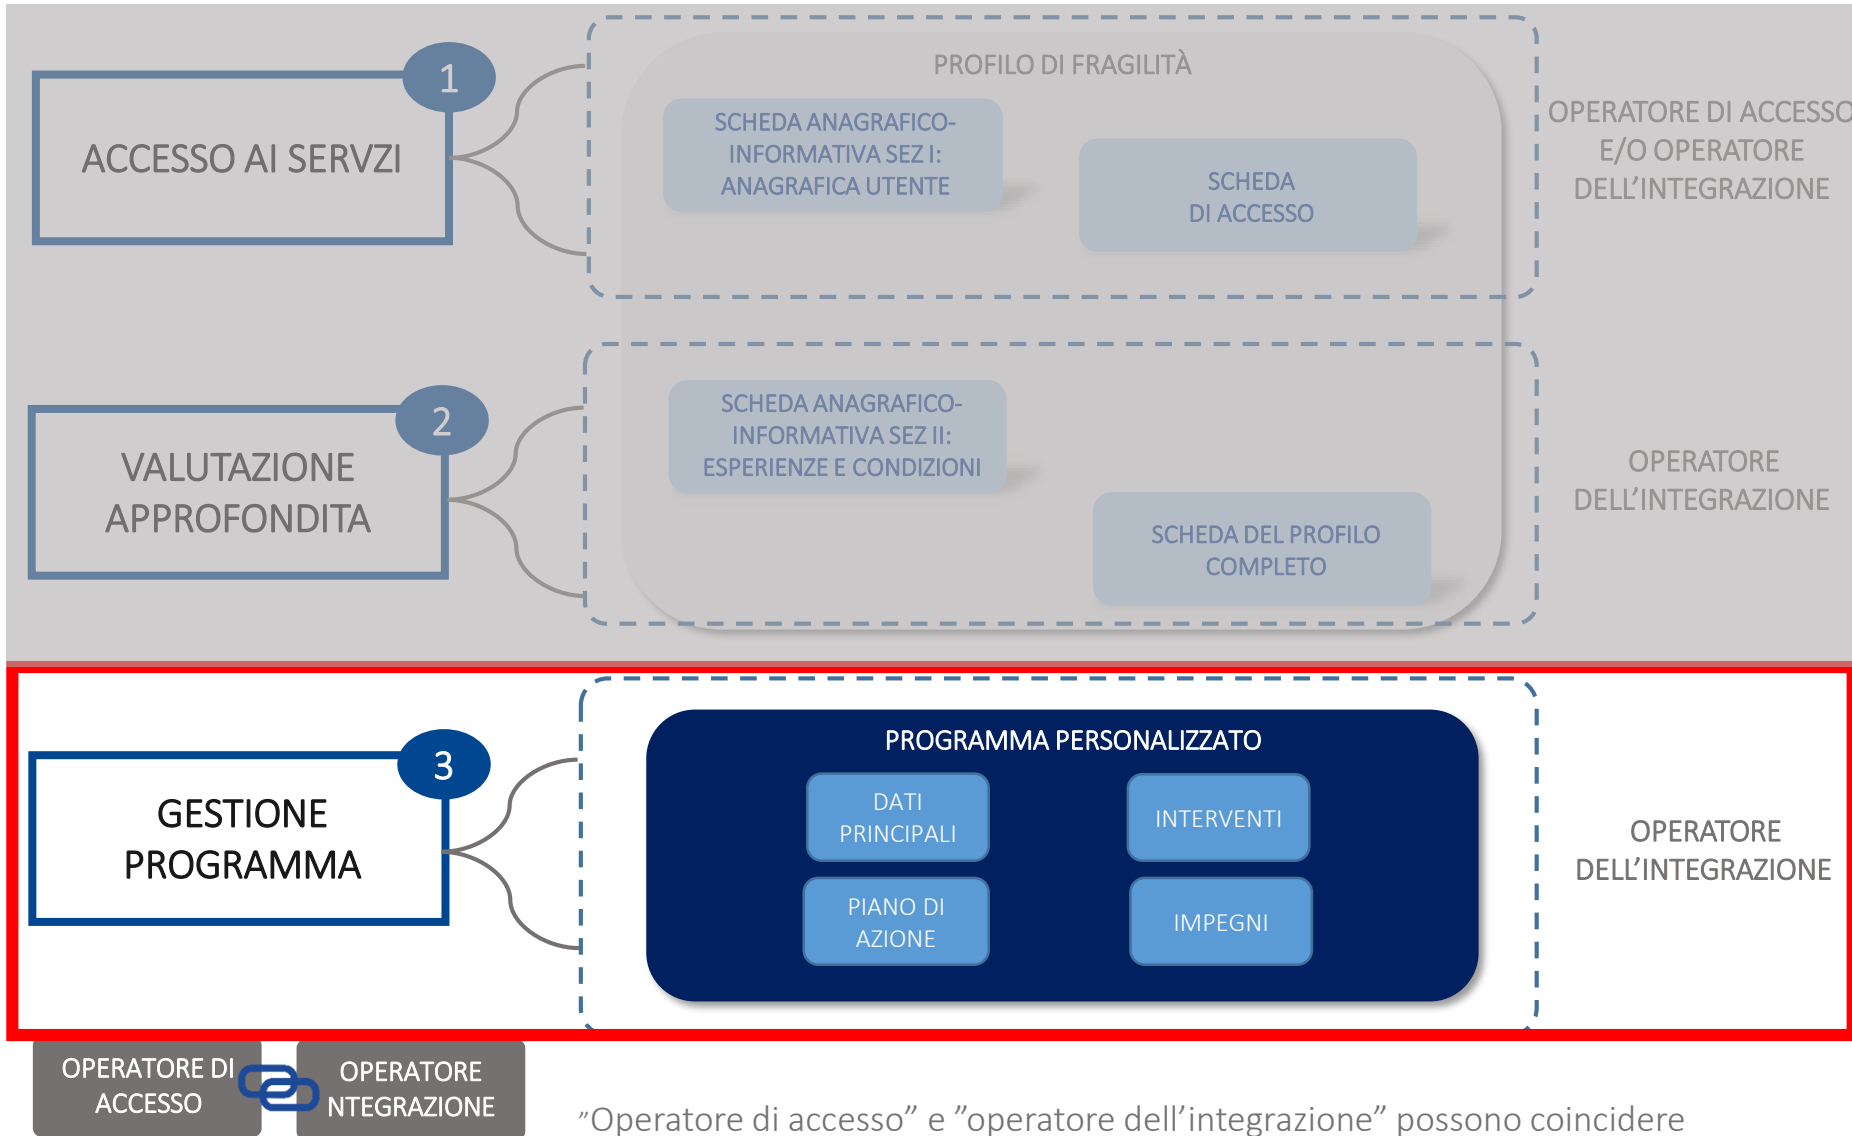 1
ACCESSO AI SERVZI
PROFILO DI FRAGILITÀ
SCHEDA ANAGRAFICO-
INFORMATIVA SEZ I:
ANAGRAFICA UTENTE
SCHEDA
DI ACCESSO
OPERATORE DI ACCESSO
E/O OPERATORE
DELL'INTEGRAZIONE
2
VALUTAZIONE
APPROFONDITA
SCHEDA ANAGRAFICO-
INFORMATIVA SEZ II:
ESPERIENZE E CONDIZIONI
SCHEDA DEL PROFILO
COMPLETO
OPERATORE
DELL'INTEGRAZIONE
3
GESTIONE
PROGRAMMA
PROGRAMMA PERSONALIZZATO
DATI
PRINCIPALI
INTERVENTI
PIANO DI
AZIONE
IMPEGNI
OPERATORE
DELL'INTEGRAZIONE
OPERATORE DI
ACCESSO
OPERATORE
NTEGRAZIONE
”Operatore di accesso” e ”operatore dell'integrazione” possono coincidere